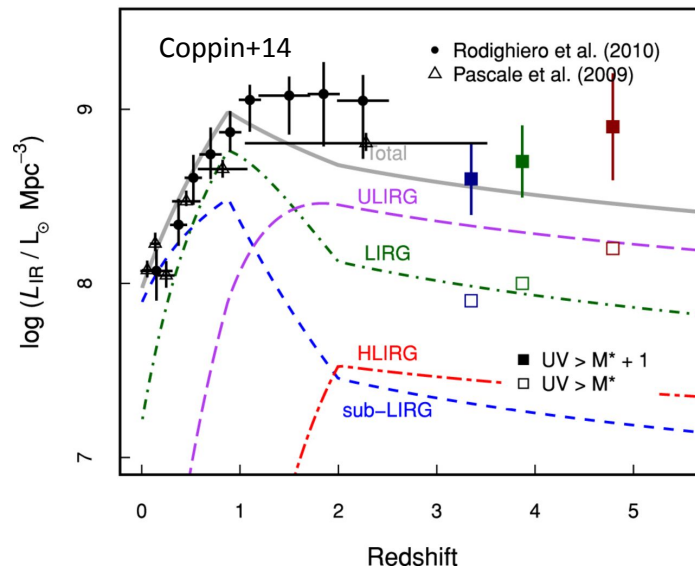 Coppin+14
Rodighiero et al. (2010)
Pascale et al. (2009)
Total
ULIRG
LIRG
HLIRG
sub−LIRG
UV > M* + 1
UV > M*
log (L_IR / L_⊙ Mpc⁻³)
9
8
7
0 1 2 3 4 5
Redshift